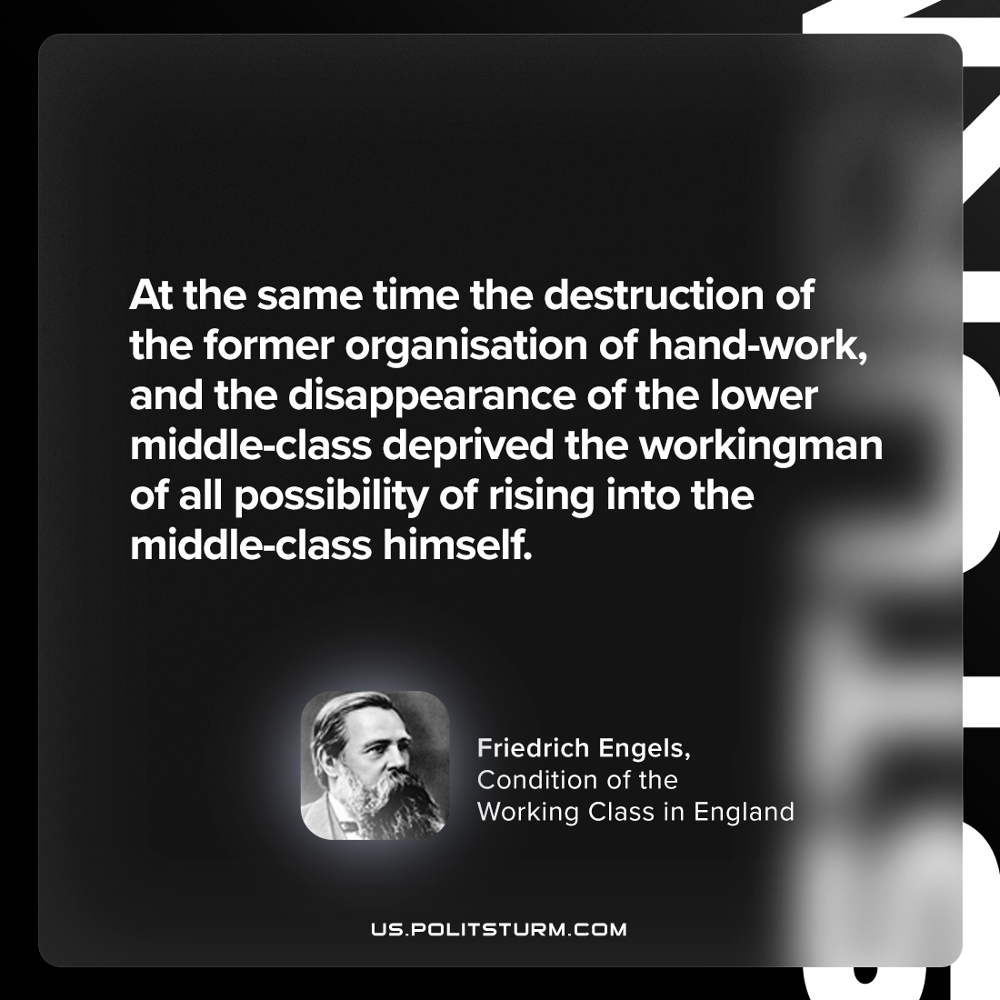 At the same time the destruction of
the former organisation of hand-work,
and the disappearance of the lower
middle-class deprived the workingman
of all possibility of rising into the
middle-class himself.
Friedrich Engels,
Condition of the
Working Class in England
US.POLITSTURM.COM